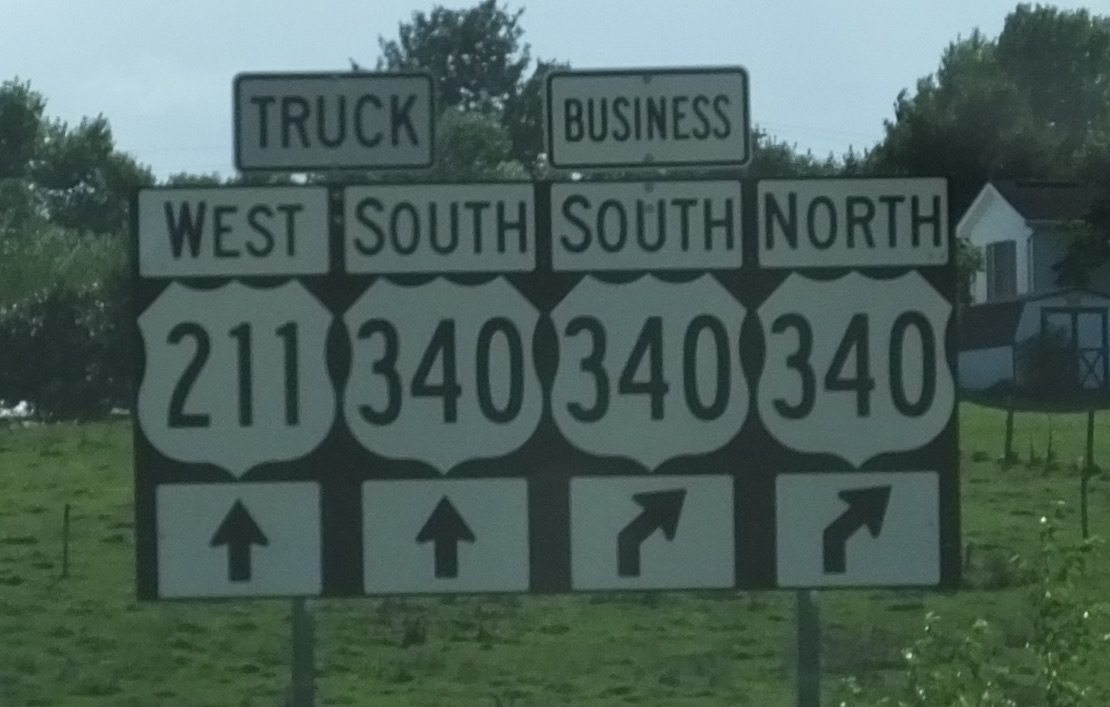 TRUCK BUSINESS
WEST SOUTH SOUTH NORTH
211 340 340 340